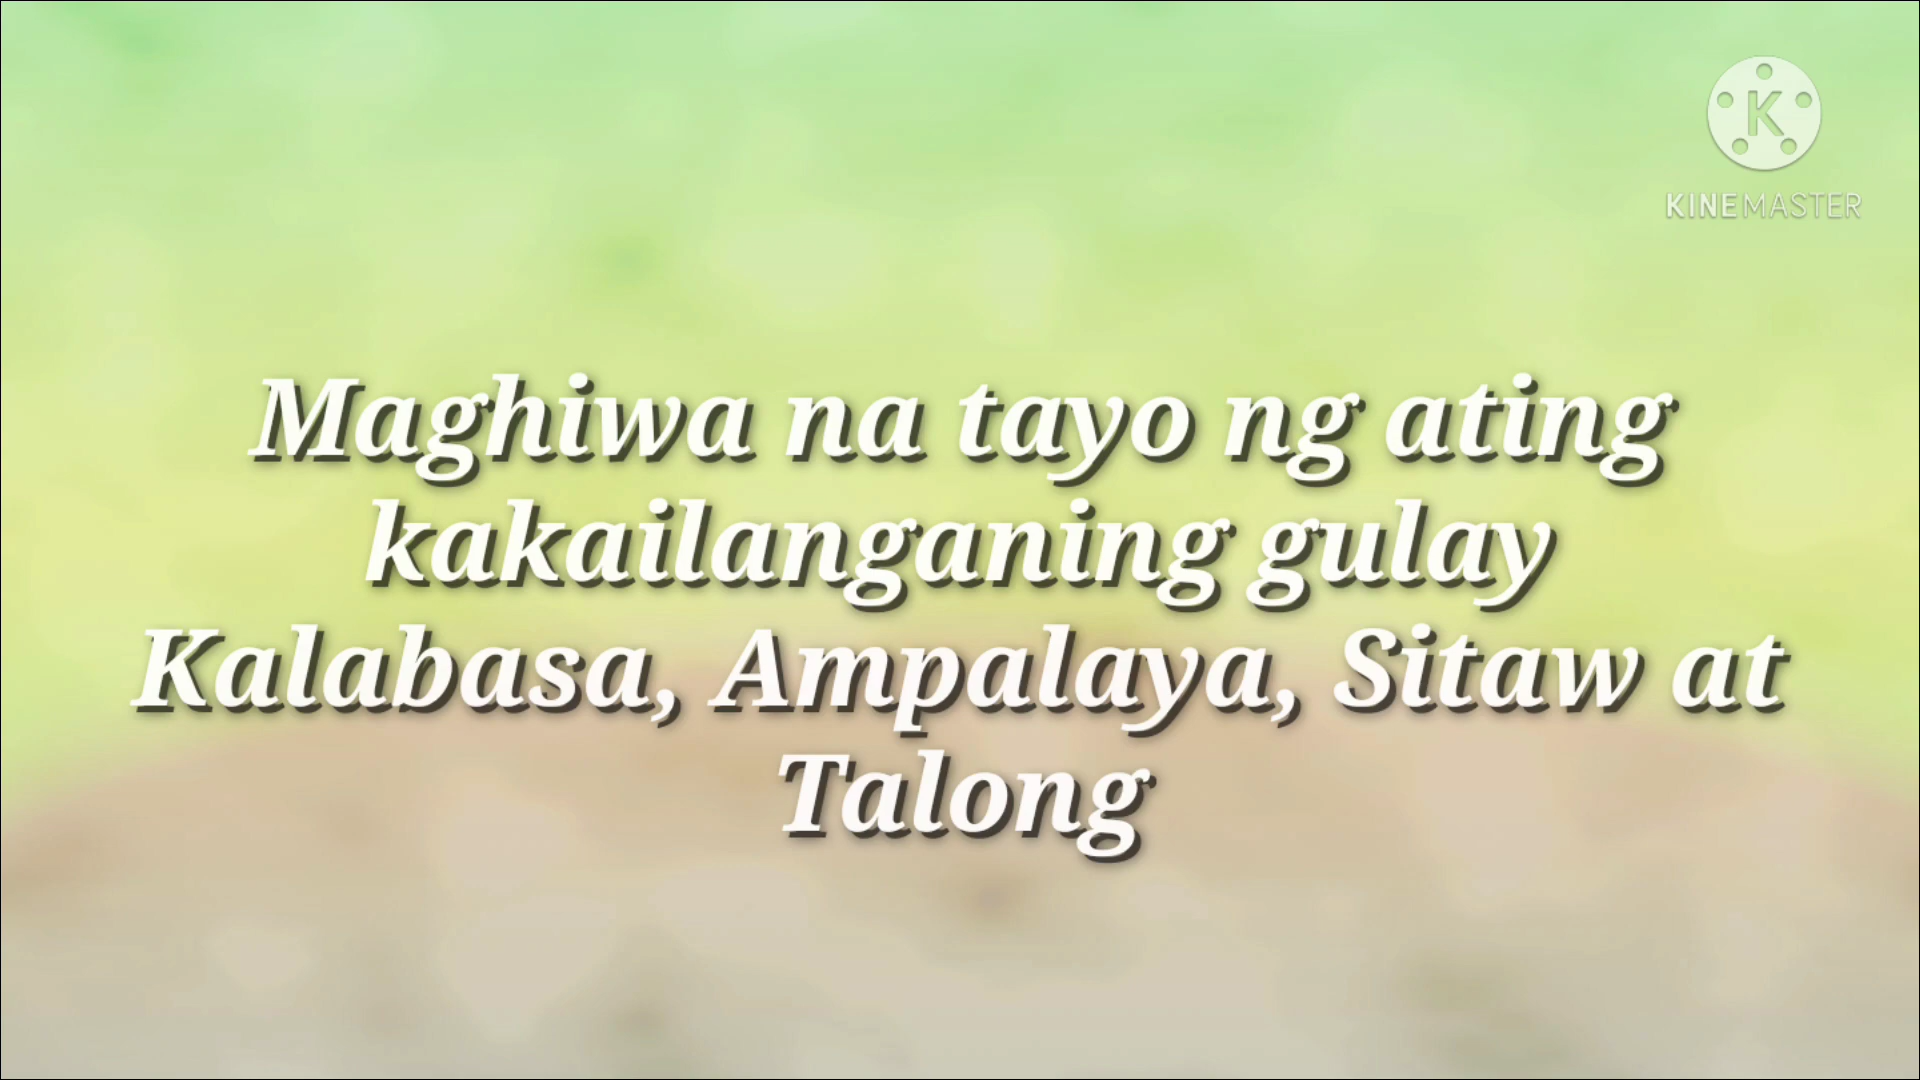 K
KINEMASTER
Maghiwa na tayo ng ating
kakailanganing gulay
Kalabasa, Ampalaya, Sitaw at
Talong